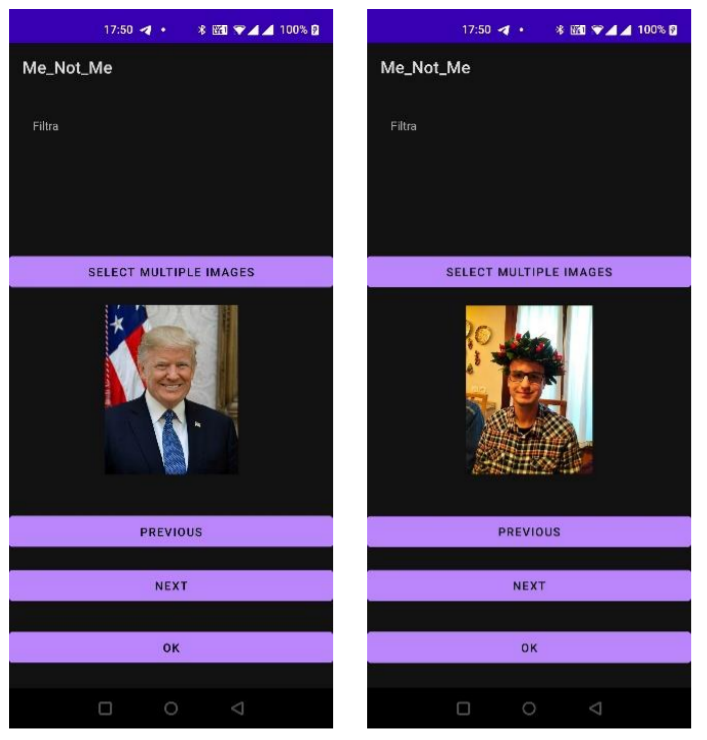 17:50 100%
Me_Not_Me
Filtra
SELECT MULTIPLE IMAGES
PREVIOUS
NEXT
OK
17:50 100%
Me_Not_Me
Filtra
SELECT MULTIPLE IMAGES
PREVIOUS
NEXT
OK